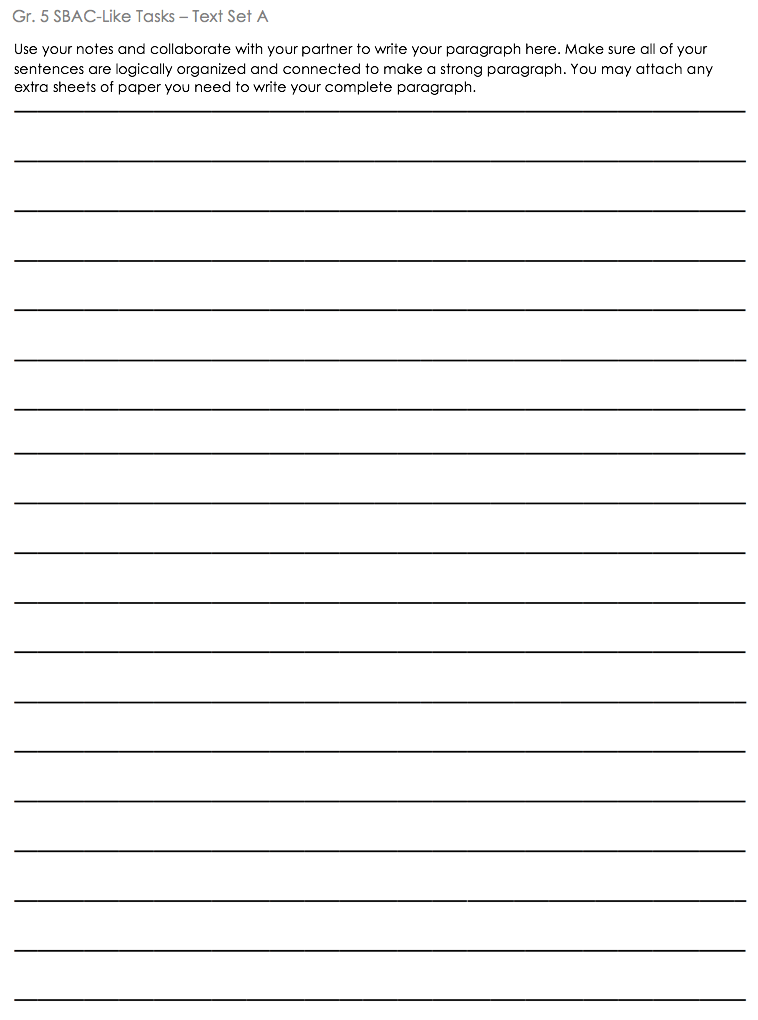 Gr. 5 SBAC-Like Tasks – Text Set A
Use your notes and collaborate with your partner to write your paragraph here. Make sure all of your
sentences are logically organized and connected to make a strong paragraph. You may attach any
extra sheets of paper you need to write your complete paragraph.